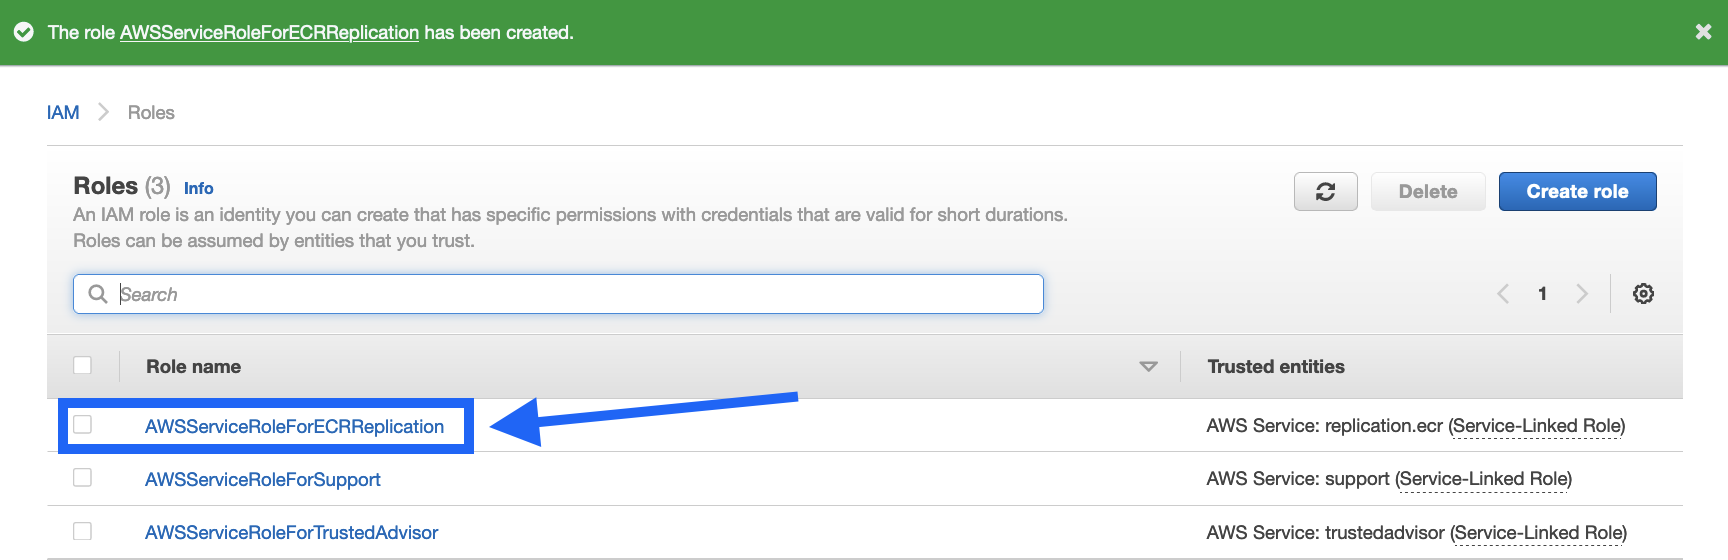 The role AWSServiceRoleForECRReplication has been created.
IAM > Roles
Roles (3) Info
An IAM role is an identity you can create that has specific permissions with credentials that are valid for short durations.
Roles can be assumed by entities that you trust.
Delete
Create role
Search
1
Role name
Trusted entities
AWSServiceRoleForECRReplication
AWS Service: replication.ecr (Service-Linked Role)
AWSServiceRoleForSupport
AWS Service: support (Service-Linked Role)
AWSServiceRoleForTrustedAdvisor
AWS Service: trustedadvisor (Service-Linked Role)